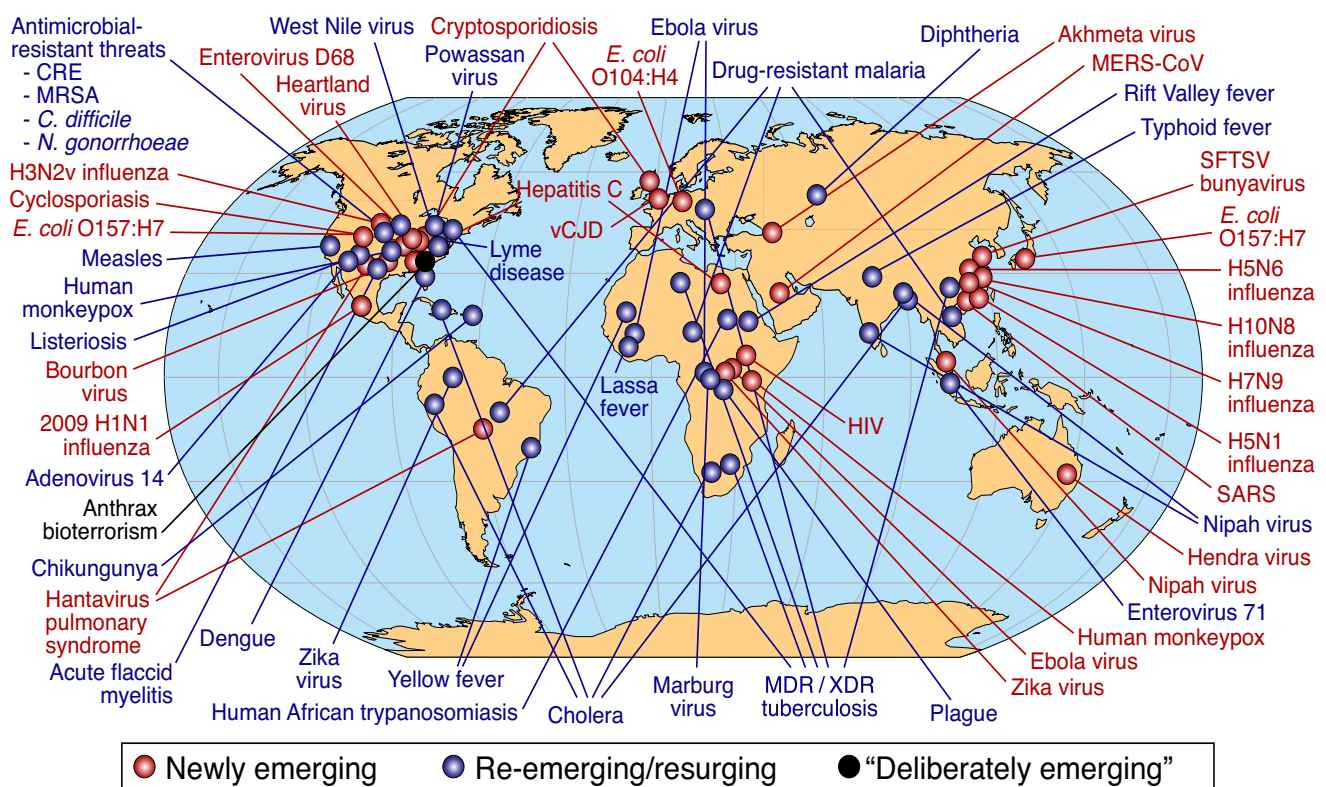 Antimicrobial-
resistant threats
- CRE
- MRSA
- C. difficile
- N. gonorrhoeae
Enterovirus D68
Heartland
virus
West Nile virus
Powassan
virus
Cryptosporidiosis
E. coli
O104:H4
Ebola virus
Drug-resistant malaria
Diphtheria
Akhmeta virus
MERS-CoV
Rift Valley fever
Typhoid fever
SFTSV
bunyavirus
E. coli
O157:H7
H5N6
influenza
H10N8
influenza
H7N9
influenza
H5N1
influenza
SARS
Nipah virus
Hendra virus
Nipah virus
Enterovirus 71
Human monkeypox
Ebola virus
Zika virus
H3N2v influenza
Cyclosporiasis
E. coli O157:H7
Measles
Human
monkeypox
Listeriosis
Bourbon
virus
2009 H1N1
influenza
Adenovirus 14
Anthrax
bioterrorism
Chikungunya
Hantavirus
pulmonary
syndrome
Acute flaccid
myelitis
Dengue
Zika
virus
Yellow fever
Human African trypanosomiasis
Cholera
Marburg
virus
MDR / XDR
tuberculosis
Plague
Hepatitis C
vCJD
Lyme
disease
Lassa
fever
HIV
Newly emerging
Re-emerging/resurging
“Deliberately emerging”